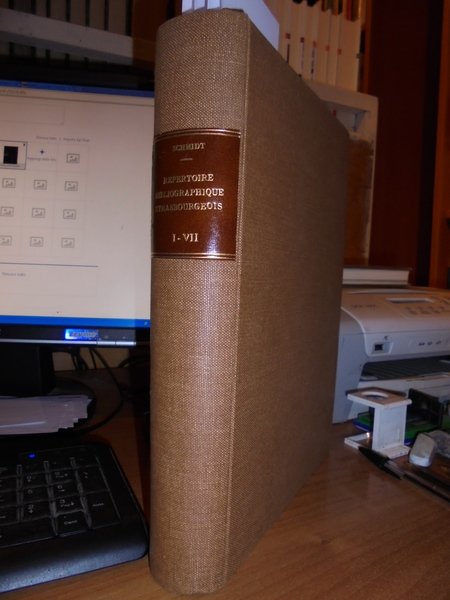 SCHMIDT
RÉPERTOIRE
BIBLIOGRAPHIQUE
STRASBOURGEOIS
I-VII